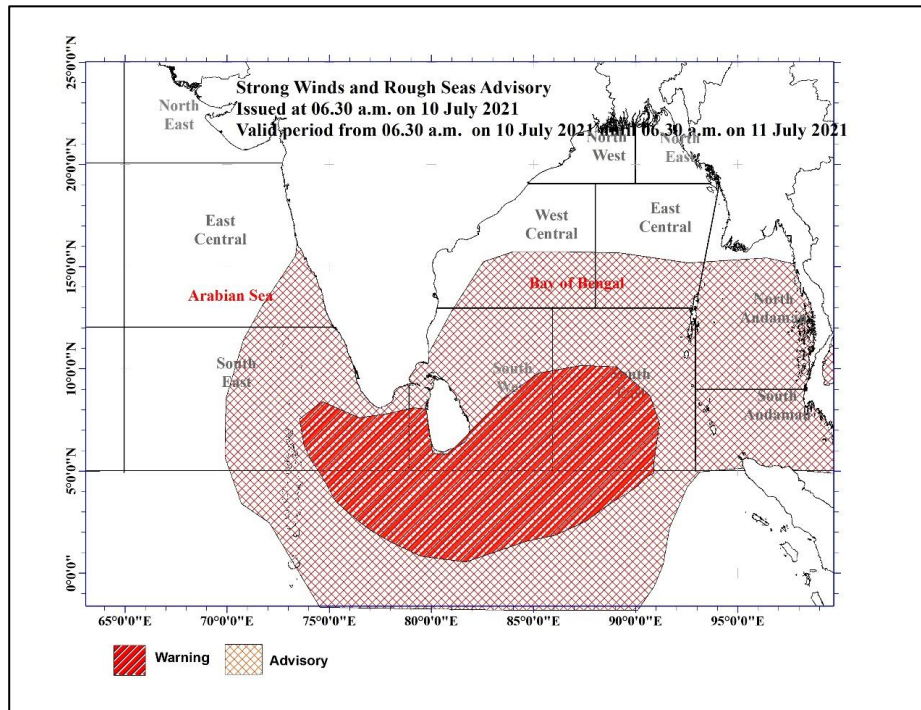 Strong Winds and Rough Seas Advisory
Issued at 06.30 a.m. on 10 July 2021
Valid period from 06.30 a.m. on 10 July 2021 until 06.30 a.m. on 11 July 2021
North
East
North
West
North
East
East
Central
West
Central
East
Central
Arabian Sea
Bay of Bengal
North
Andaman
South
East
South
West
South
South
Andaman
25°0'0"N
20°0'0"N
15°0'0"N
10°0'0"N
5°0'0"N
0°0'0"
65°0'0"E
70°0'0"E
75°0'0"E
80°0'0"E
85°0'0"E
90°0'0"E
95°0'0"E
Warning
Advisory